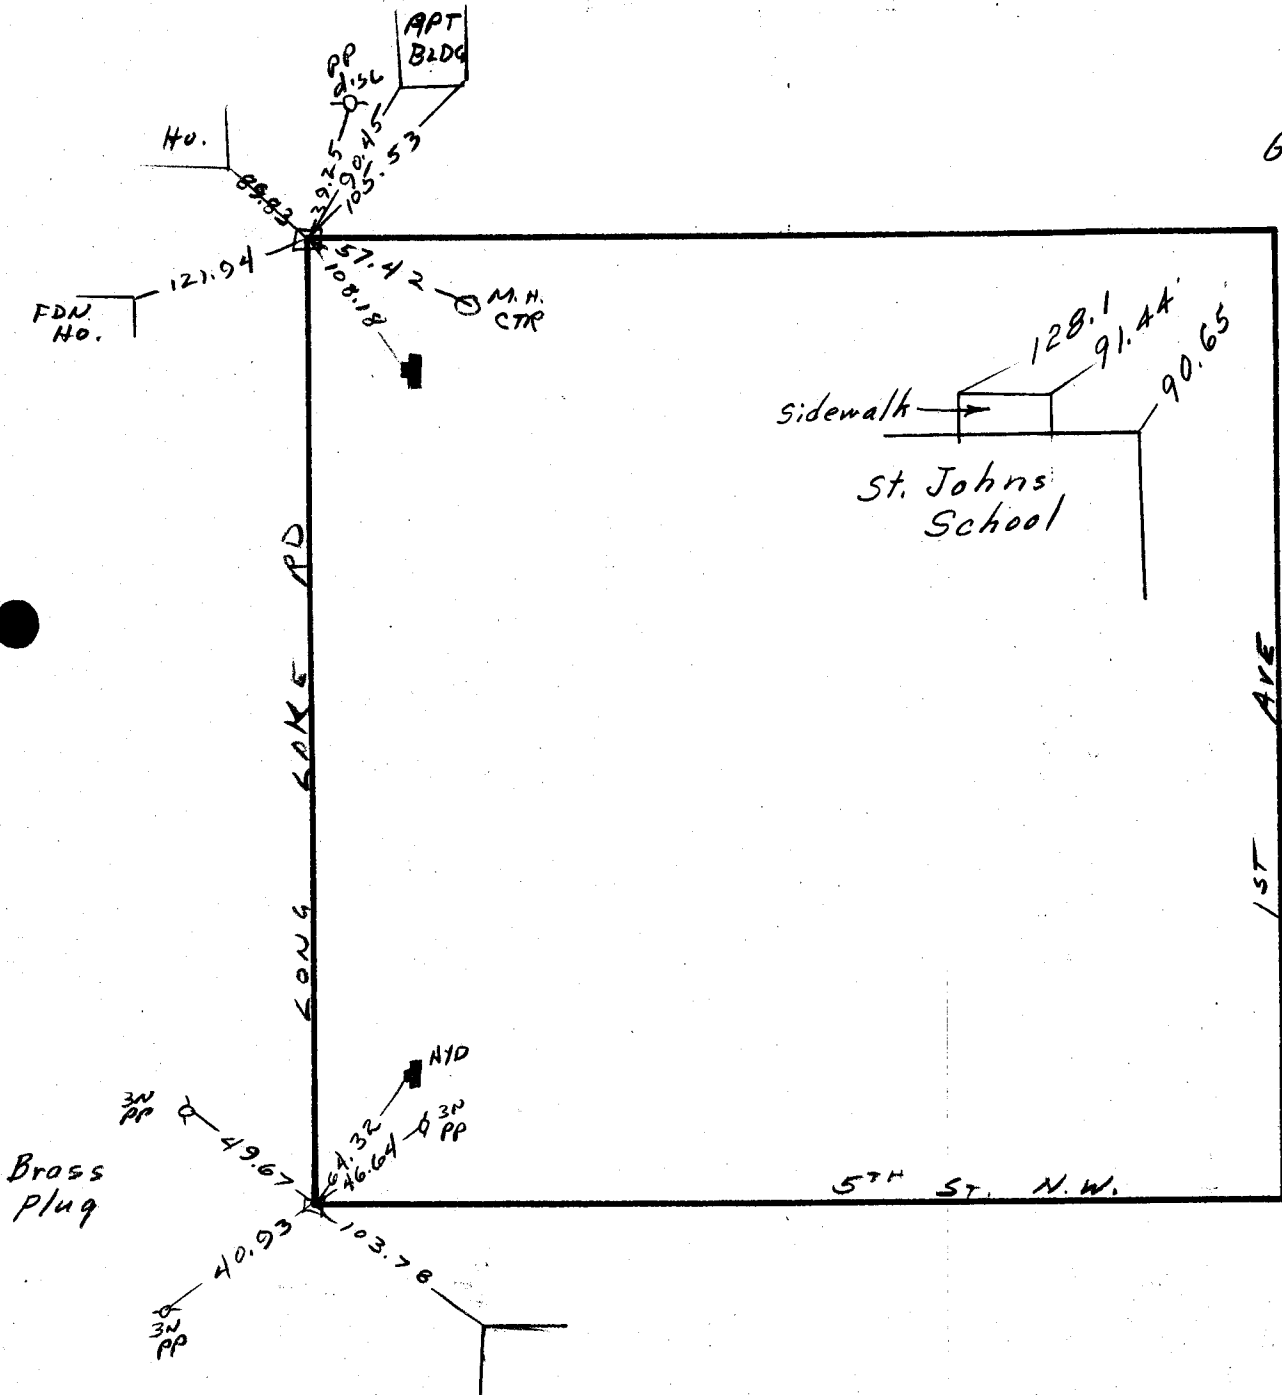 APT
BLDG
PP
disc
Ho.
39.25
90.45
105.53
121.94
FDN.
Ho.
57.42
108.18
M.H.
CTR
128.1
91.44'
90.65
Sidewalk
St. Johns
School
LONG LAKE RD
1ST AVE
HYD
3N
PP
3N
PP
49.67
64.32
46.64
Brass
Plug
5TH ST. N.W.
40.93
103.78
3N
PP